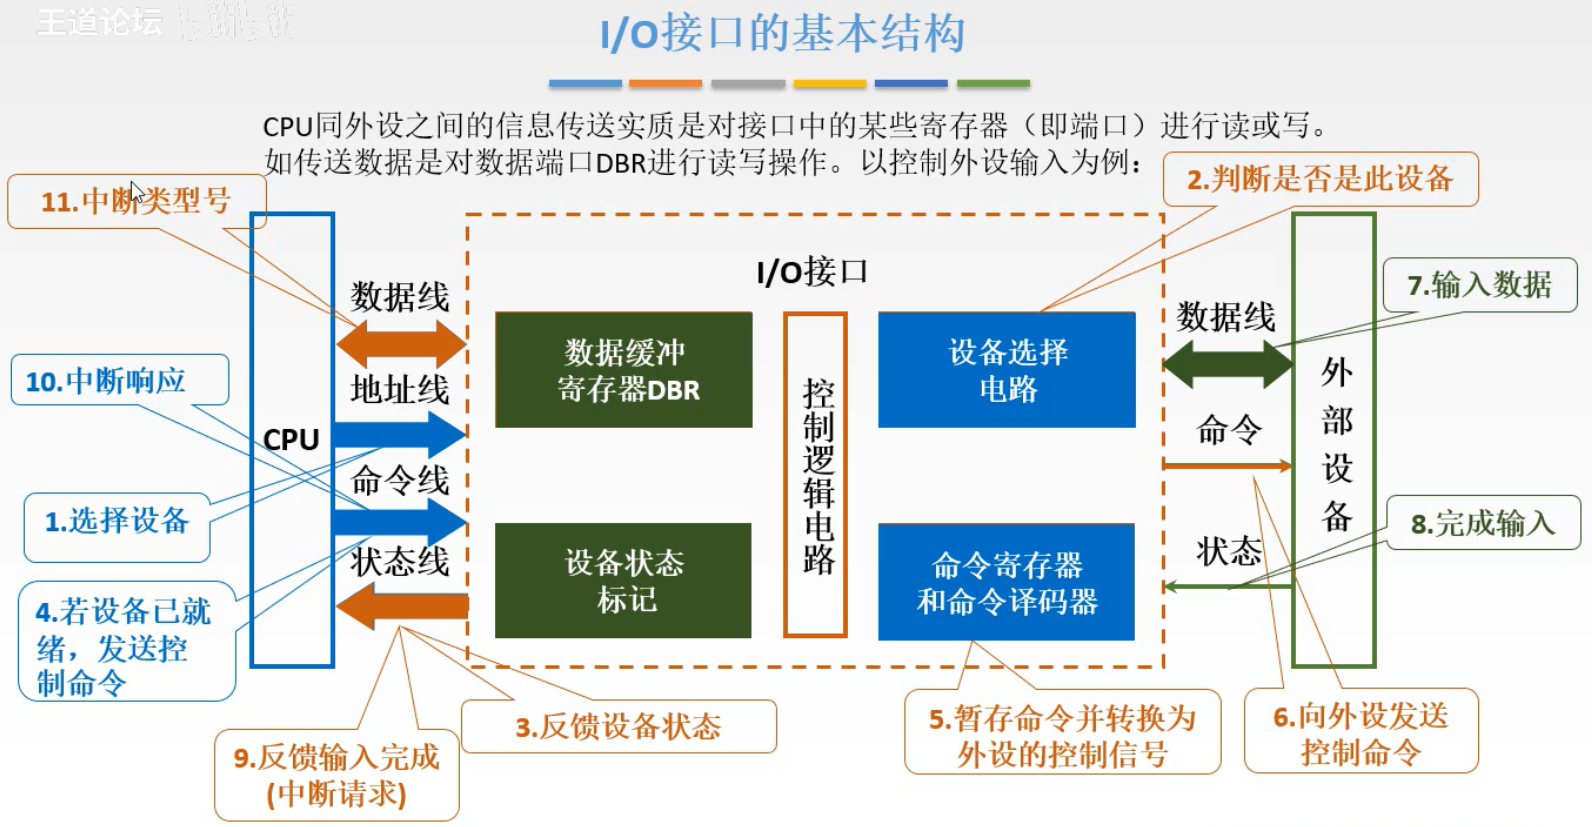 王道论坛
I/O接口的基本结构
CPU同外设之间的信息传送实质是对接口中的某些寄存器（即端口）进行读或写。
如传送数据是对数据端口DBR进行读写操作。以控制外设输入为例：
2.判断是否是此设备
11.中断类型号
I/O接口
数据线
7.输入数据
数据线
数据缓冲
寄存器DBR
设备选择
电路
10.中断响应
地址线
控制逻辑电路
外部设备
CPU
命令
命令线
1.选择设备
8.完成输入
状态线
设备状态
标记
命令寄存器
和命令译码器
状态
4.若设备已就
绪，发送控
制命令
3.反馈设备状态
5.暂存命令并转换为
外设的控制信号
6.向外设发送
控制命令
9.反馈输入完成
(中断请求)